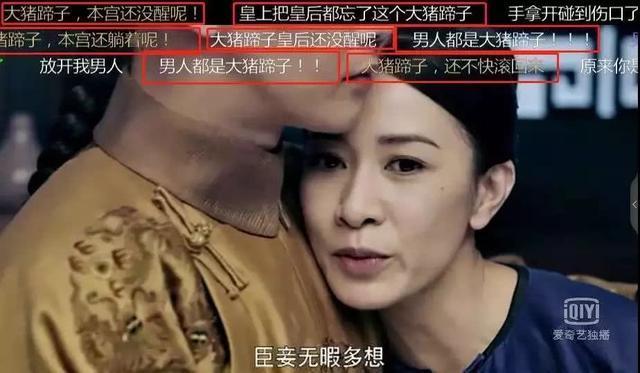 大猪蹄子，本宫还没醒呢！ 皇上把皇后都忘了这个大猪蹄子 手拿开碰到伤口了
猪蹄子，本宫还躺着呢！ 大猪蹄子皇后还没醒呢 男人都是大猪蹄子！！！
放开我男人 男人都是大猪蹄子！！ 大猪蹄子，还不快滚回来 原来你是
iQIYI
爱奇艺独播
臣妾无暇多想